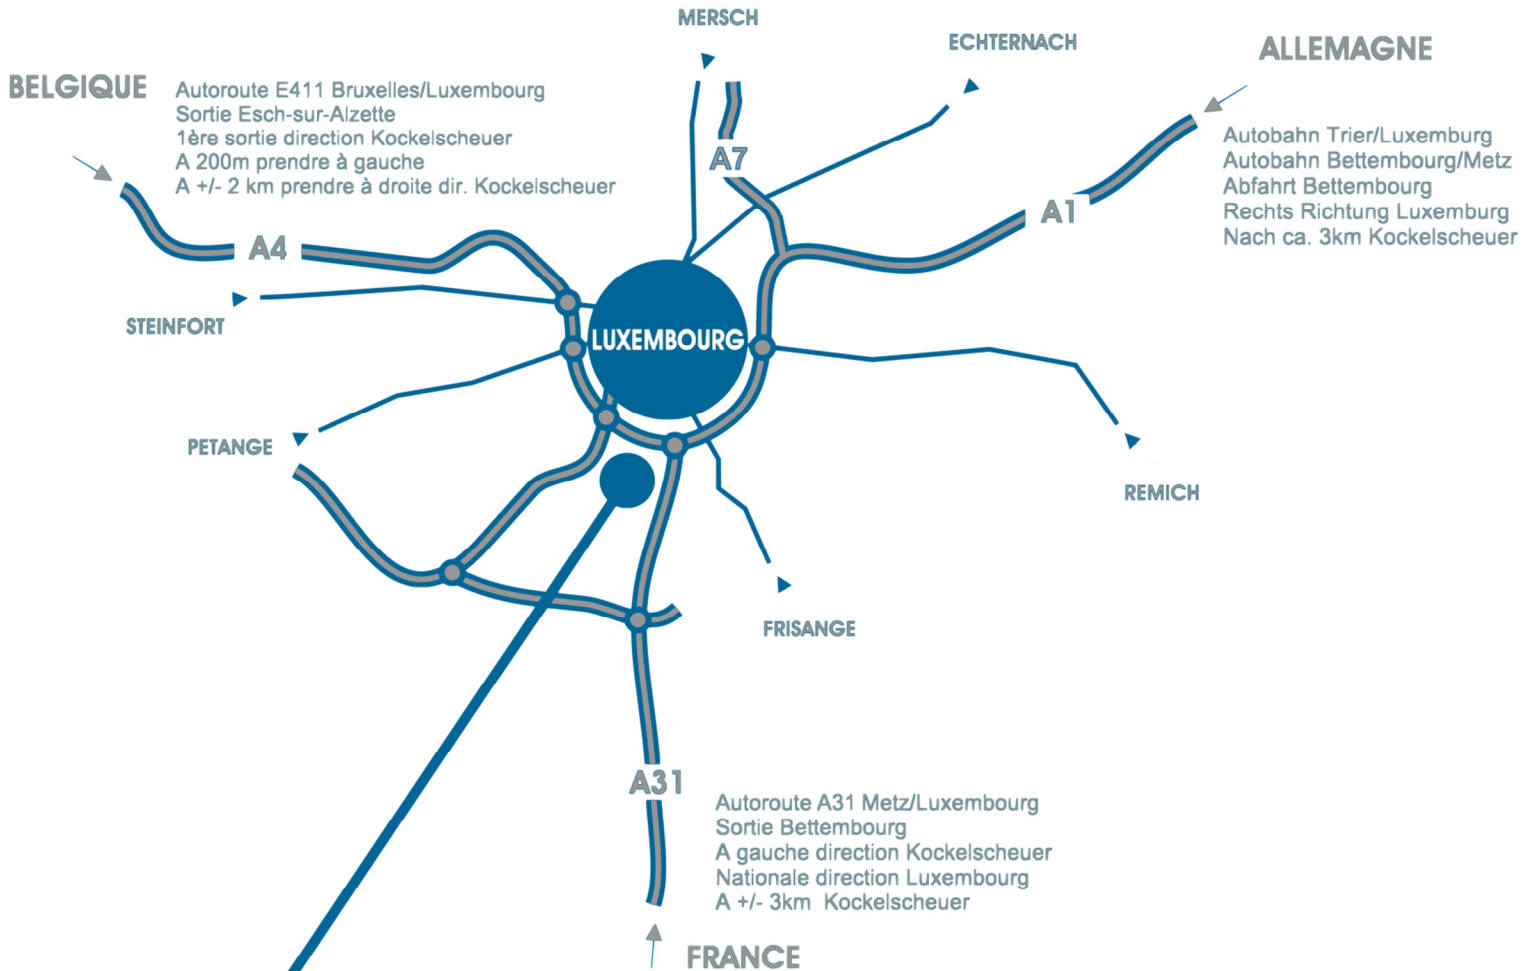 MERSCH
ECHTERNACH
ALLEMAGNE
BELGIQUE
Autoroute E411 Bruxelles/Luxembourg
Sortie Esch-sur-Alzette
1ère sortie direction Kockelscheuer
A 200m prendre à gauche
A +/- 2 km prendre à droite dir. Kockelscheuer
A7
Autobahn Trier/Luxemburg
Autobahn Bettembourg/Metz
Abfahrt Bettembourg
Rechts Richtung Luxemburg
Nach ca. 3km Kockelscheuer
A1
A4
STEINFORT
LUXEMBOURG
PETANGE
REMICH
FRISANGE
A31
Autoroute A31 Metz/Luxembourg
Sortie Bettembourg
A gauche direction Kockelscheuer
Nationale direction Luxembourg
A +/- 3km Kockelscheuer
FRANCE